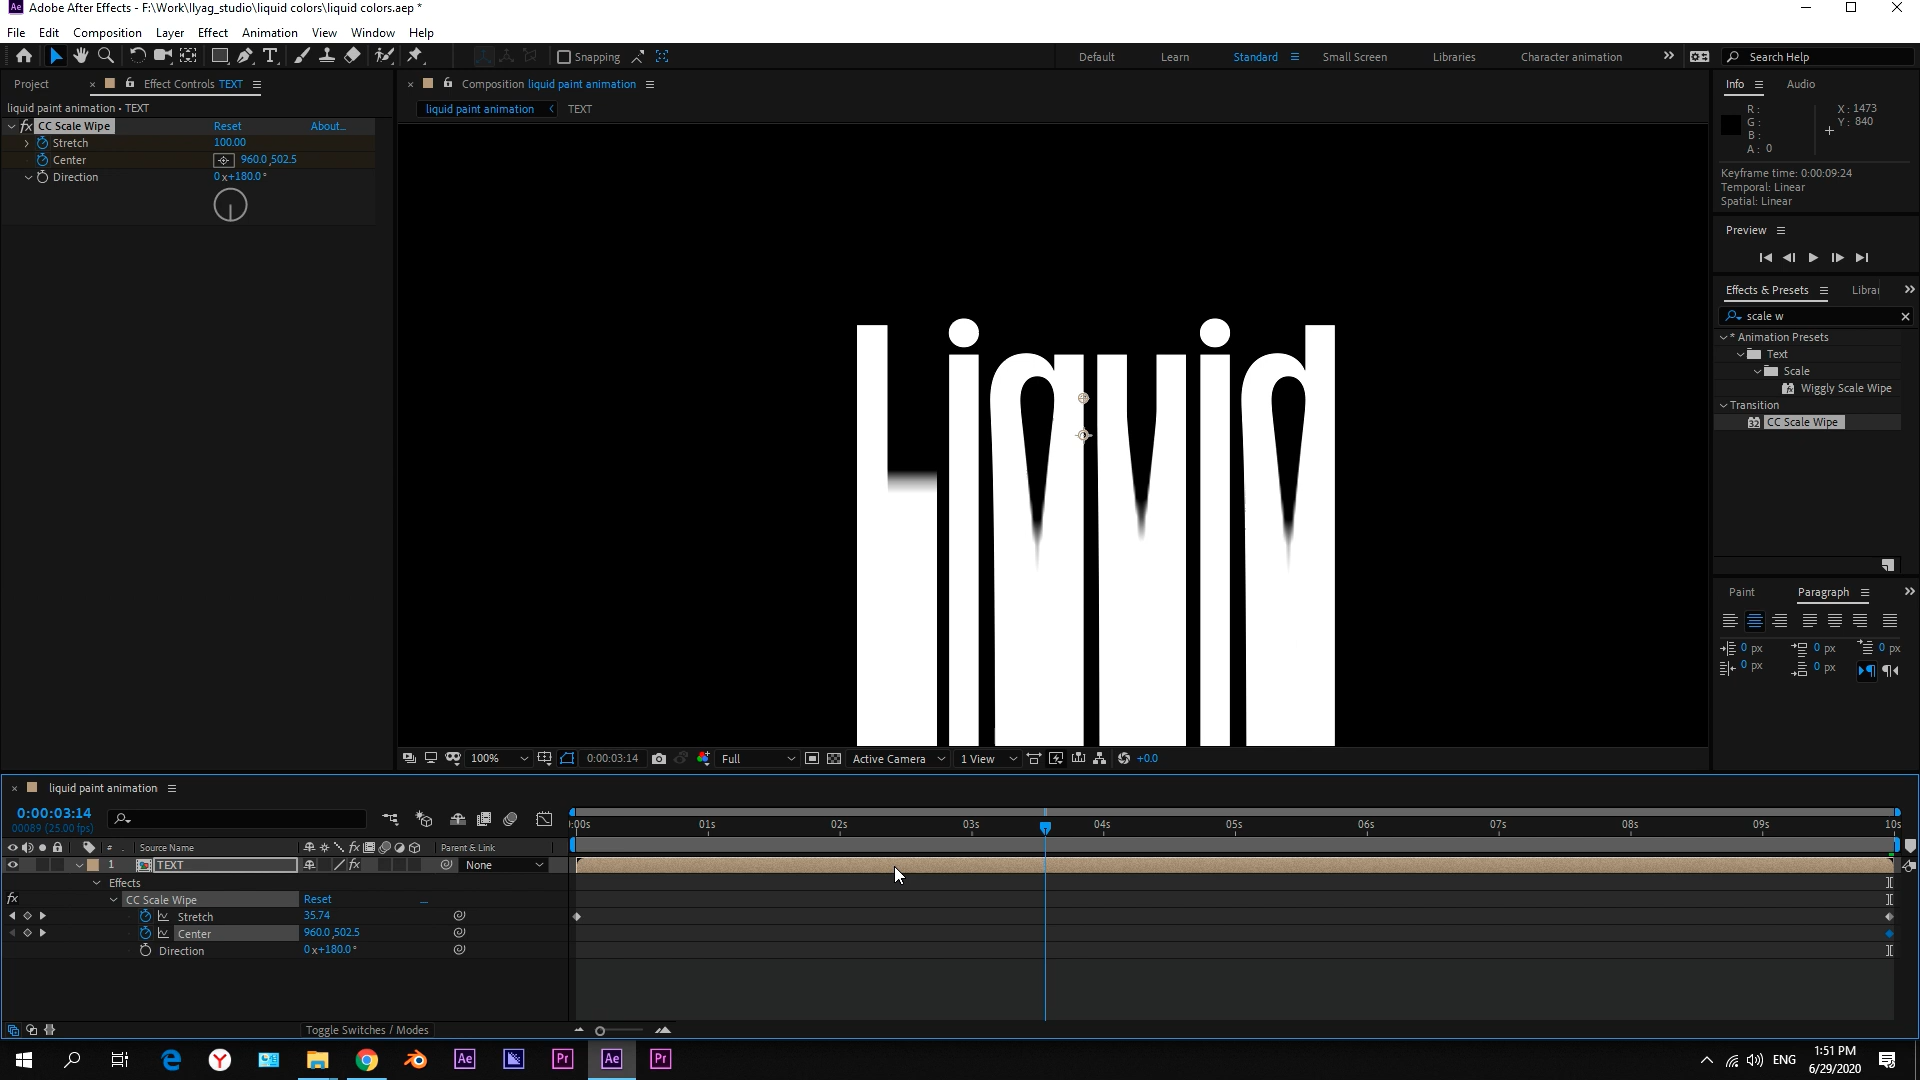 Ae Adobe After Effects - F:\Work\Ilyag_studio\liquid colors\liquid colors.aep *
File Edit Composition Layer Effect Animation View Window Help
Snapping Default Learn Standard Small Screen Libraries Character animation Search Help
Project Effect Controls TEXT
liquid paint animation • TEXT
fx CC Scale Wipe Reset About...
Stretch 100.00
Center 960.0,502.5
Direction 0x+180.0°
Composition liquid paint animation
liquid paint animation TEXT
Liquid
100% 0:00:03:14 Full Active Camera 1 View +0.0
Info Audio
R: X: 1473
G: Y: 840
B:
A: 0
Keyframe time: 0:00:09:24
Temporal: Linear
Spatial: Linear
Preview
Effects & Presets Librar
scale w
* Animation Presets
Text
Scale
Wiggly Scale Wipe
Transition
32 CC Scale Wipe
Paint Paragraph
0 px 0 px 0 px
0 px 0 px
liquid paint animation
0:00:03:14
00089 (25.00 fps)
:00s 01s 02s 03s 04s 05s 06s 07s 08s 09s 10s
# Source Name Parent & Link
1 TEXT None
Effects
fx CC Scale Wipe Reset
Stretch 35.74
Center 960.0,502.5
Direction 0x+180.0°
Toggle Switches / Modes
Ae Pr Ae Pr ENG 1:51 PM
6/29/2020